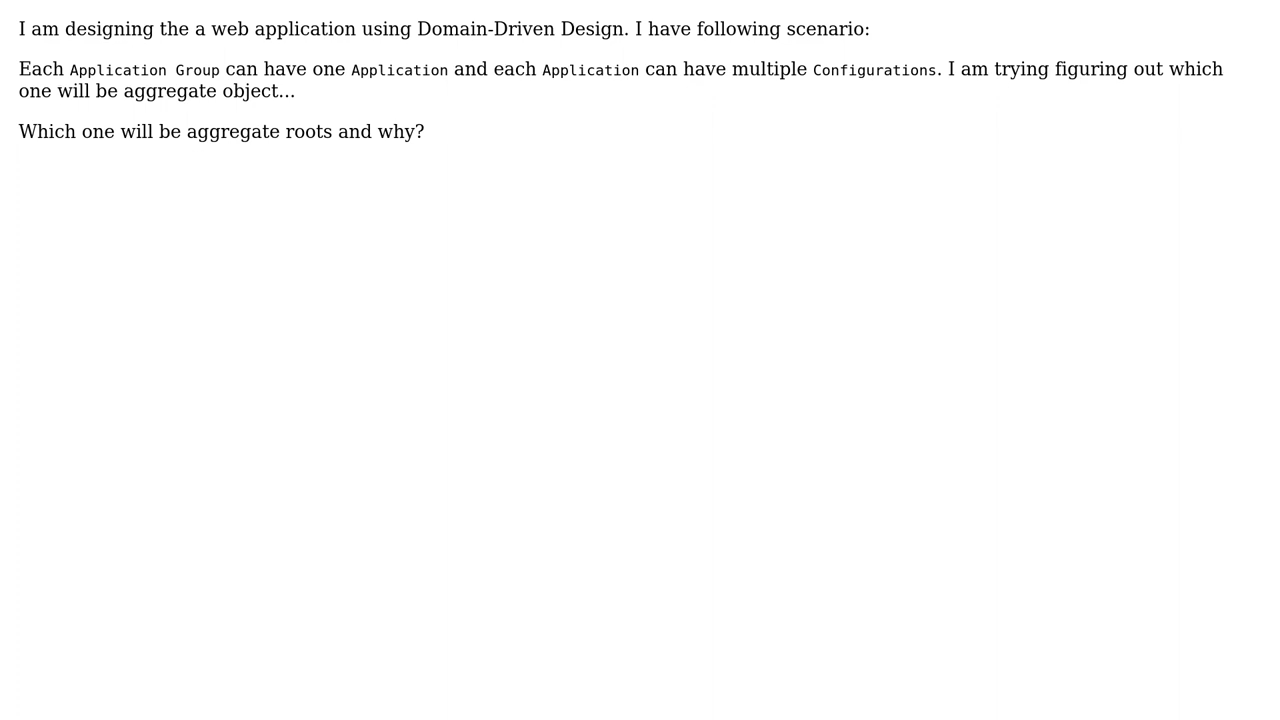 I am designing the a web application using Domain-Driven Design. I have following scenario:
Each Application Group can have one Application and each Application can have multiple Configurations. I am trying figuring out which
one will be aggregate object...
Which one will be aggregate roots and why?